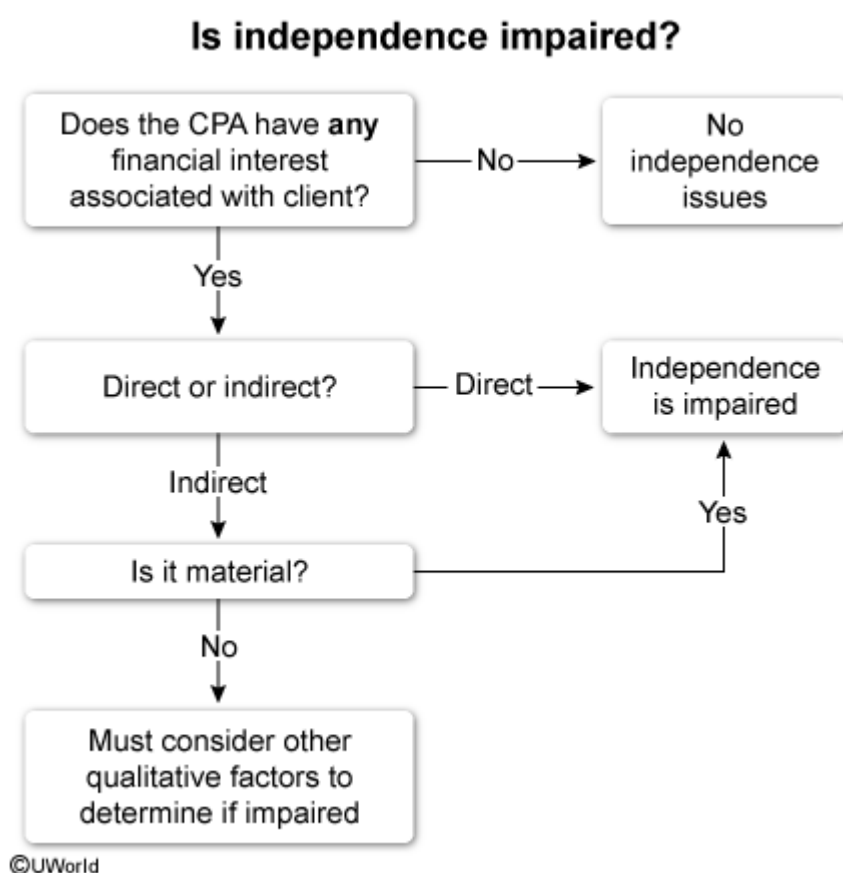 Is independence impaired?
Does the CPA have any
financial interest
associated with client?
No
No
independence
issues
Yes
Direct or indirect?
Direct
Independence
is impaired
Indirect
Yes
Is it material?
No
Must consider other
qualitative factors to
determine if impaired
©UWorld